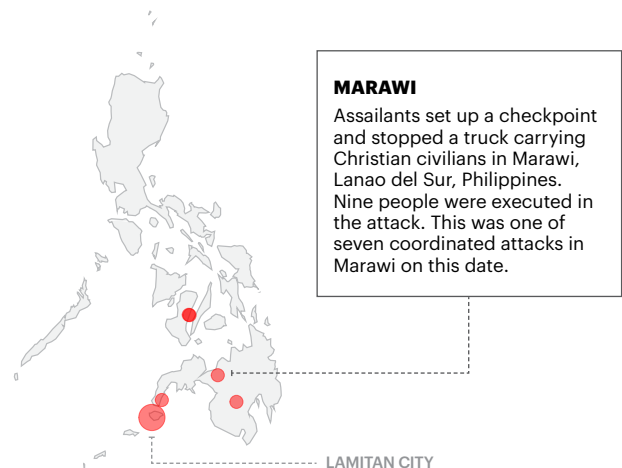 MARAWI
Assailants set up a checkpoint
and stopped a truck carrying
Christian civilians in Marawi,
Lanao del Sur, Philippines.
Nine people were executed in
the attack. This was one of
seven coordinated attacks in
Marawi on this date.
LAMITAN CITY